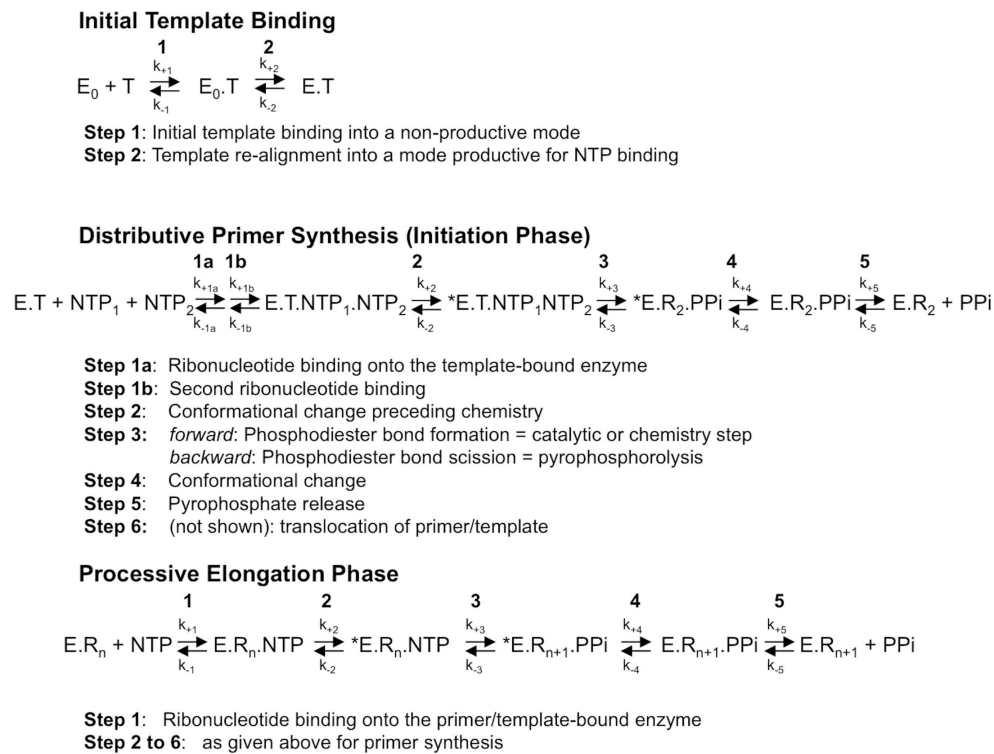 Initial Template Binding
1 2
k+1 k+2
E0 + T ⇌ E0.T ⇌ E.T
k-1 k-2
Step 1: Initial template binding into a non-productive mode
Step 2: Template re-alignment into a mode productive for NTP binding
Distributive Primer Synthesis (Initiation Phase)
1a 1b 2 3 4 5
k+1a k+1b k+2 k+3 k+4 k+5
E.T + NTP1 + NTP2 ⇌ ⇌ E.T.NTP1.NTP2 ⇌ *E.T.NTP1NTP2 ⇌ *E.R2.PPi ⇌ E.R2.PPi ⇌ E.R2 + PPi
k-1a k-1b k-2 k-3 k-4 k-5
Step 1a: Ribonucleotide binding onto the template-bound enzyme
Step 1b: Second ribonucleotide binding
Step 2: Conformational change preceding chemistry
Step 3: forward: Phosphodiester bond formation = catalytic or chemistry step
backward: Phosphodiester bond scission = pyrophosphorolysis
Step 4: Conformational change
Step 5: Pyrophosphate release
Step 6: (not shown): translocation of primer/template
Processive Elongation Phase
1 2 3 4 5
k+1 k+2 k+3 k+4 k+5
E.Rn + NTP ⇌ E.Rn.NTP ⇌ *E.Rn.NTP ⇌ *E.Rn+1.PPi ⇌ E.Rn+1.PPi ⇌ E.Rn+1 + PPi
k-1 k-2 k-3 k-4 k-5
Step 1: Ribonucleotide binding onto the primer/template-bound enzyme
Step 2 to 6: as given above for primer synthesis